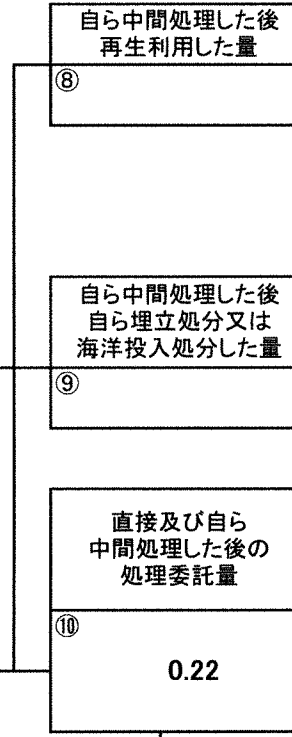 自ら中間処理した後
再生利用した量
⑧
自ら中間処理した後
自ら埋立処分又は
海洋投入処分した量
⑨
直接及び自ら
中間処理した後の
処理委託量
⑩
0.22